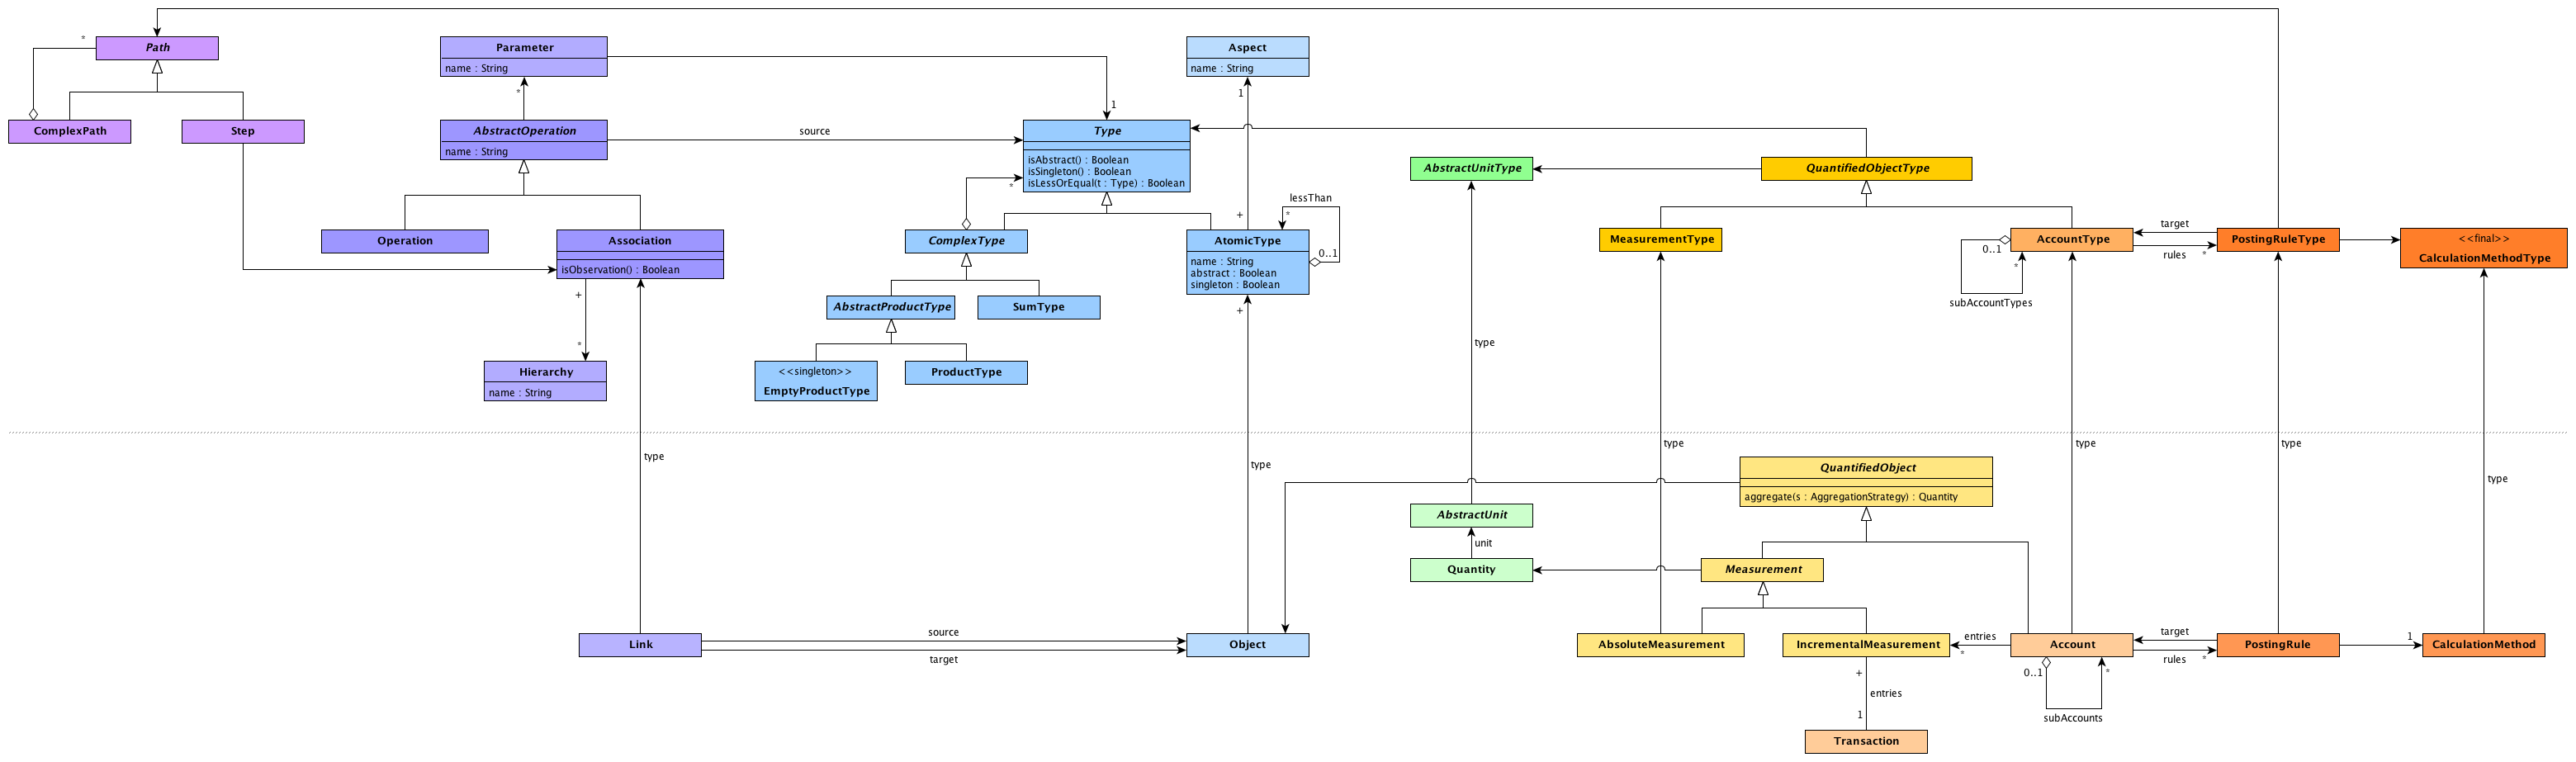 *
Path
ComplexPath
Step
Parameter
name : String
*
AbstractOperation
name : String
source
1
Operation
Association
isObservation() : Boolean
+
*
Hierarchy
name : String
Type
isAbstract() : Boolean
isSingleton() : Boolean
isLessOrEqual(t : Type) : Boolean
*
ComplexType
AbstractProductType
SumType
<<singleton>>
EmptyProductType
ProductType
Aspect
name : String
1
+
AtomicType
name : String
abstract : Boolean
singleton : Boolean
lessThan
*
0..1
+
AbstractUnitType
type
QuantifiedObjectType
MeasurementType
AccountType
0..1
*
subAccountTypes
target
rules
*
PostingRuleType
<<final>>
CalculationMethodType
type
type
type
type
type
type
QuantifiedObject
aggregate(s : AggregationStrategy) : Quantity
AbstractUnit
unit
Quantity
Measurement
Link
source
target
Object
AbsoluteMeasurement
IncrementalMeasurement
entries
*
Account
target
rules
*
PostingRule
1
CalculationMethod
0..1
*
subAccounts
+
entries
1
Transaction